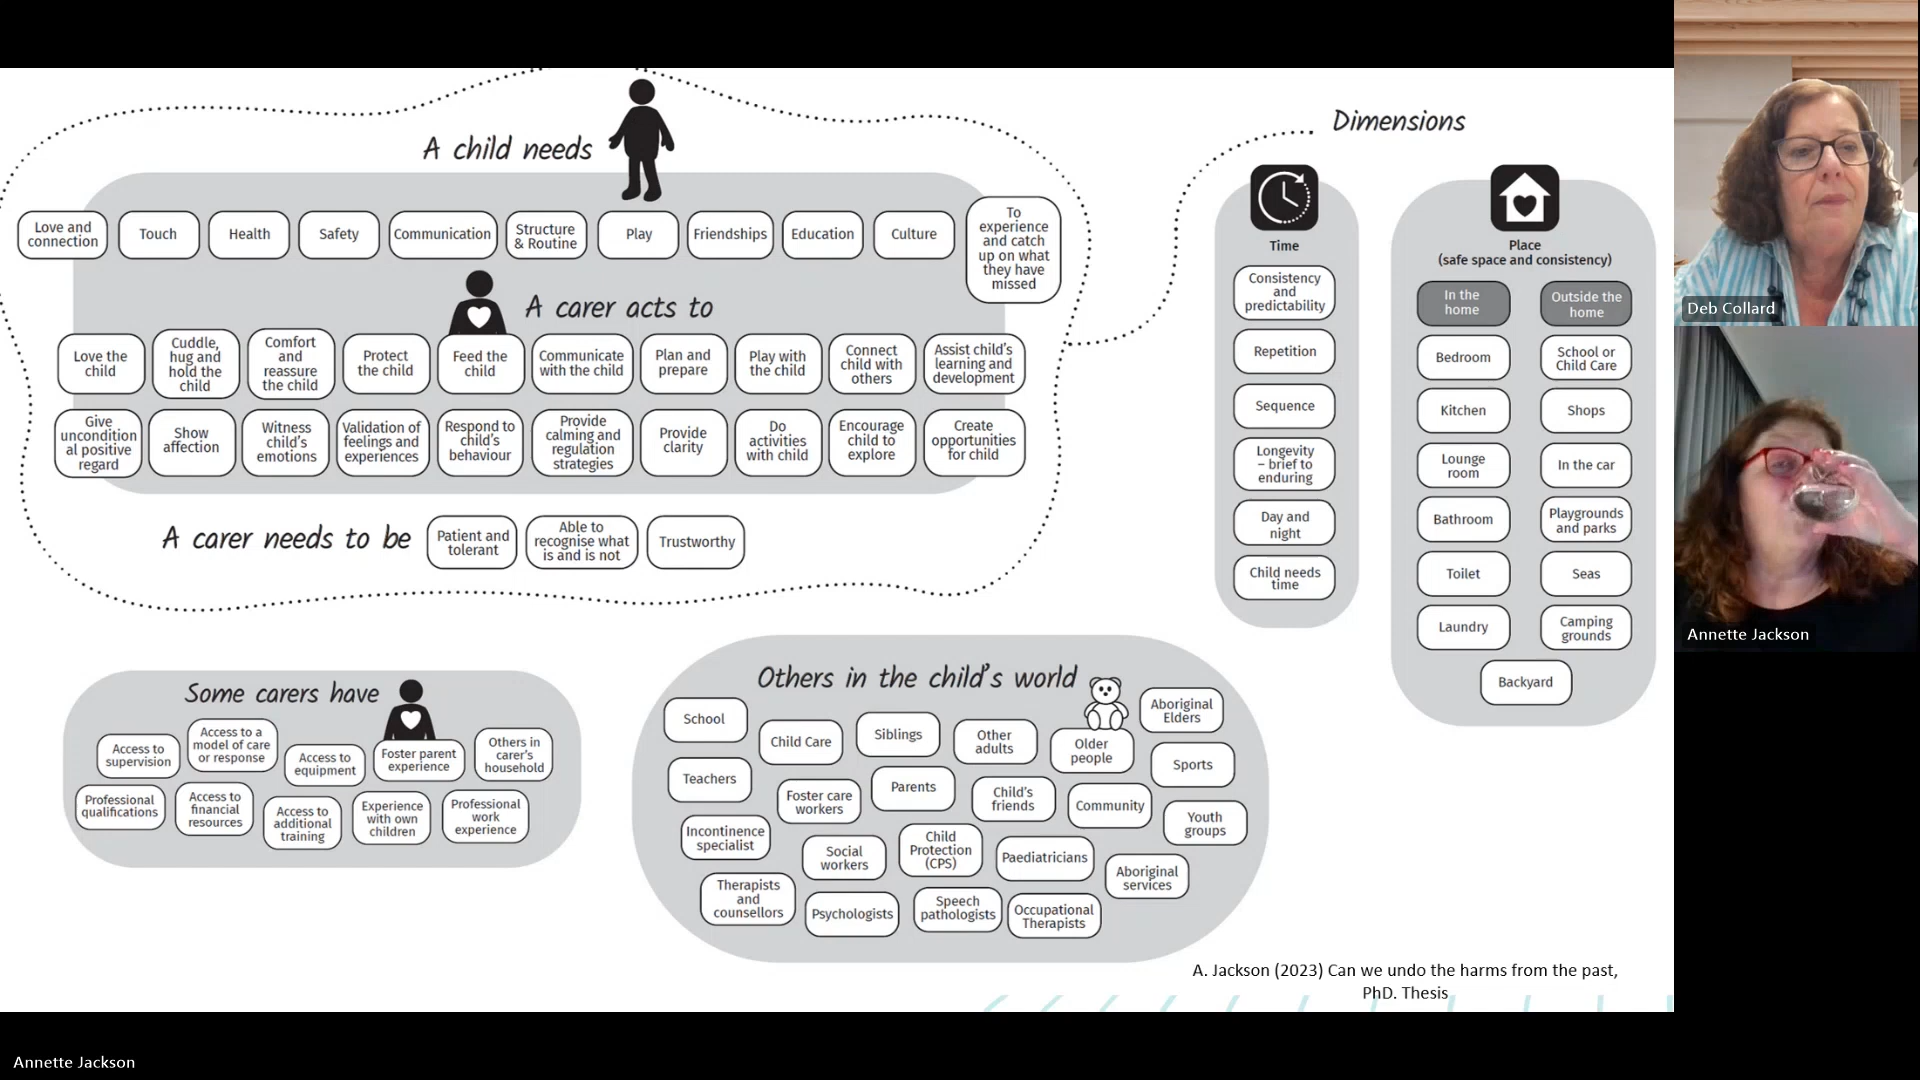 A child needs
Love and
connection
Touch
Health
Safety
Communication
Structure
& Routine
Play
Friendships
Education
Culture
To
experience
and catch
up on what
they have
missed
A carer acts to
Love the
child
Cuddle,
hug and
hold the
child
Comfort
and
reassure
the child
Protect
the child
Feed the
child
Communicate
with the child
Plan and
prepare
Play with
the child
Connect
child with
others
Assist child's
learning and
development
Give
uncondition
al positive
regard
Show
affection
Witness
child's
emotions
Validation of
feelings and
experiences
Respond to
child's
behaviour
Provide
calming and
regulation
strategies
Provide
clarity
Do
activities
with child
Encourage
child to
explore
Create
opportunities
for child
A carer needs to be
Patient and
tolerant
Able to
recognise what
is and is not
Trustworthy
Dimensions
Time
Consistency
and
predictability
Repetition
Sequence
Longevity
– brief to
enduring
Day and
night
Child needs
time
Place
(safe space and consistency)
In the
home
Bedroom
Kitchen
Lounge
room
Bathroom
Toilet
Laundry
Outside the
home
School or
Child Care
Shops
In the car
Playgrounds
and parks
Seas
Camping
grounds
Backyard
Some carers have
Access to
supervision
Access to a
model of care
or response
Access to
equipment
Foster parent
experience
Others in
carer's
household
Professional
qualifications
Access to
financial
resources
Access to
additional
training
Experience
with own
children
Professional
work
experience
Others in the child's world
School
Child Care
Siblings
Other
adults
Older
people
Aboriginal
Elders
Teachers
Foster care
workers
Parents
Child's
friends
Community
Sports
Incontinence
specialist
Social
workers
Child
Protection
(CPS)
Paediatricians
Youth
groups
Therapists
and
counsellors
Psychologists
Speech
pathologists
Occupational
Therapists
Aboriginal
services
A. Jackson (2023) Can we undo the harms from the past,
PhD. Thesis
Deb Collard
Annette Jackson
Annette Jackson